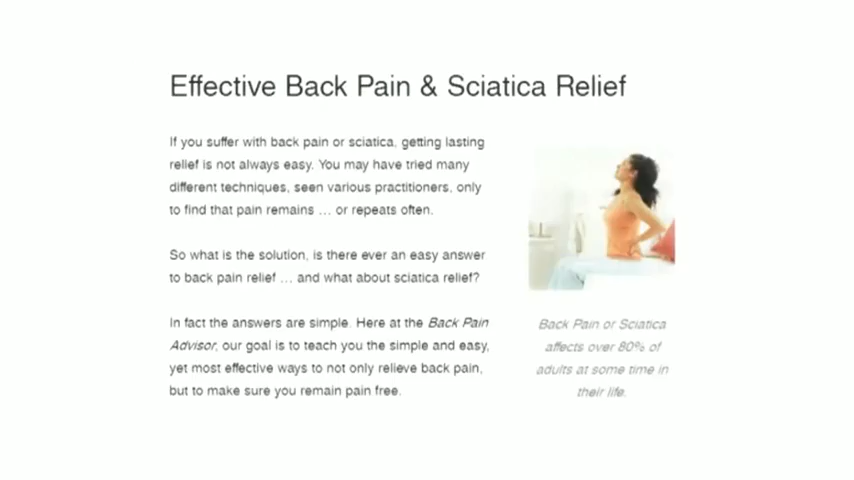 Effective Back Pain & Sciatica Relief
If you suffer with back pain or sciatica, getting lasting
relief is not always easy. You may have tried many
different techniques, seen various practitioners, only
to find that pain remains ... or repeats often.
So what is the solution, is there ever an easy answer
to back pain relief ... and what about sciatica relief?
In fact the answers are simple. Here at the Back Pain
Advisor, our goal is to teach you the simple and easy,
yet most effective ways to not only relieve back pain,
but to make sure you remain pain free.
Back Pain or Sciatica
affects over 80% of
adults at some time in
their life.